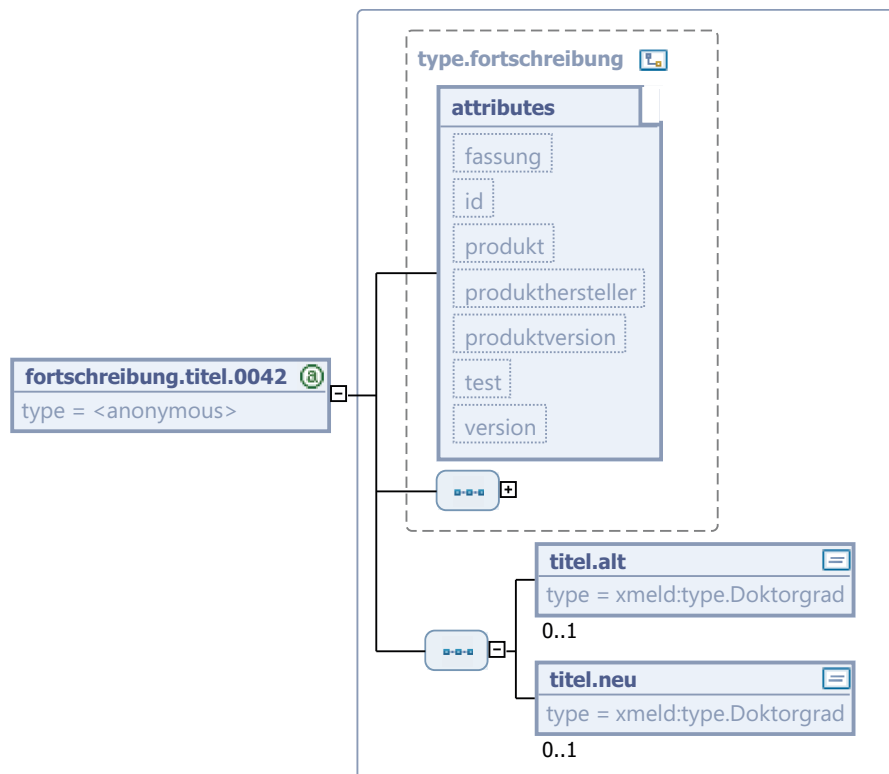 type.fortschreibung
attributes
fassung
id
produkt
produkthersteller
produktversion
test
version
fortschreibung.titel.0042 @
type = <anonymous>
titel.alt
type = xmeld:type.Doktorgrad
0..1
titel.neu
type = xmeld:type.Doktorgrad
0..1